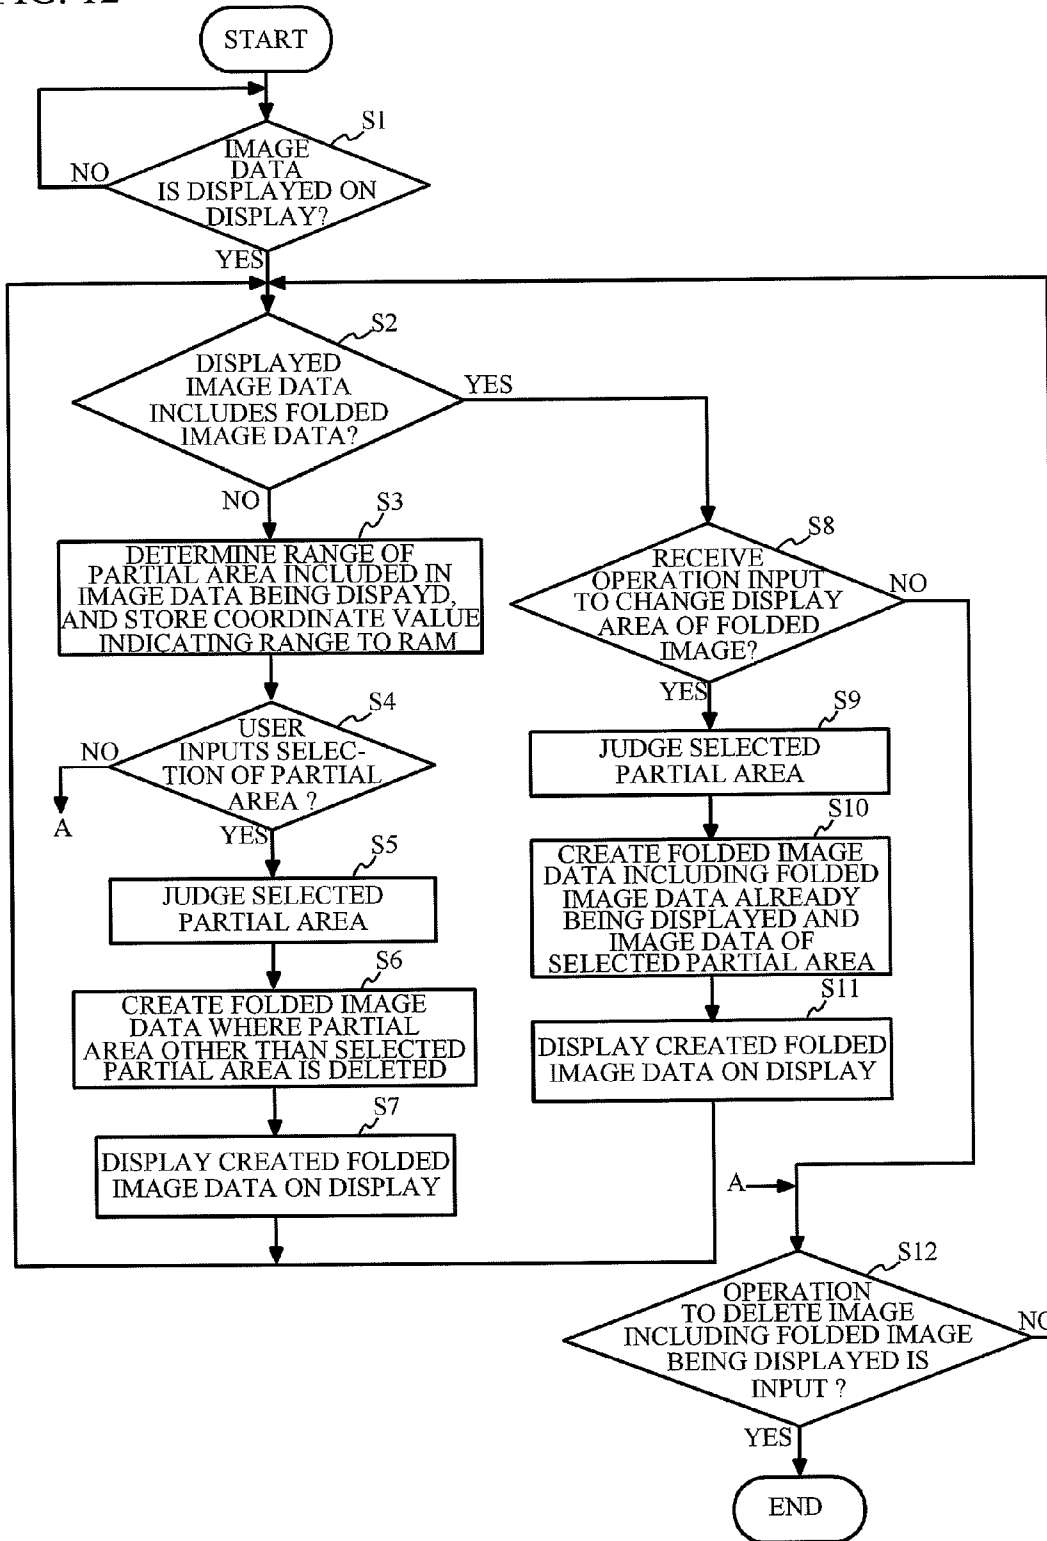 START
S1
IMAGE
DATA
IS DISPLAYED ON
DISPLAY?
NO
YES
S2
DISPLAYED
IMAGE DATA
INCLUDES FOLDED
IMAGE DATA?
YES
NO
S3
DETERMINE RANGE OF
PARTIAL AREA INCLUDED IN
IMAGE DATA BEING DISPAYD,
AND STORE COORDINATE VALUE
INDICATING RANGE TO RAM
S4
USER
INPUTS SELEC-
TION OF PARTIAL
AREA ?
NO
A
YES
S5
JUDGE SELECTED
PARTIAL AREA
S6
CREATE FOLDED IMAGE
DATA WHERE PARTIAL
AREA OTHER THAN SELECTED
PARTIAL AREA IS DELETED
S7
DISPLAY CREATED FOLDED
IMAGE DATA ON DISPLAY
S8
RECEIVE
OPERATION INPUT
TO CHANGE DISPLAY
AREA OF FOLDED
IMAGE?
NO
YES
S9
JUDGE SELECTED
PARTIAL AREA
S10
CREATE FOLDED IMAGE
DATA INCLUDING FOLDED
IMAGE DATA ALREADY
BEING DISPLAYED AND
IMAGE DATA OF
SELECTED PARTIAL AREA
S11
DISPLAY CREATED FOLDED
IMAGE DATA ON DISPLAY
A
S12
OPERATION
TO DELETE IMAGE
INCLUDING FOLDED IMAGE
BEING DISPLAYED IS
INPUT ?
NO
YES
END